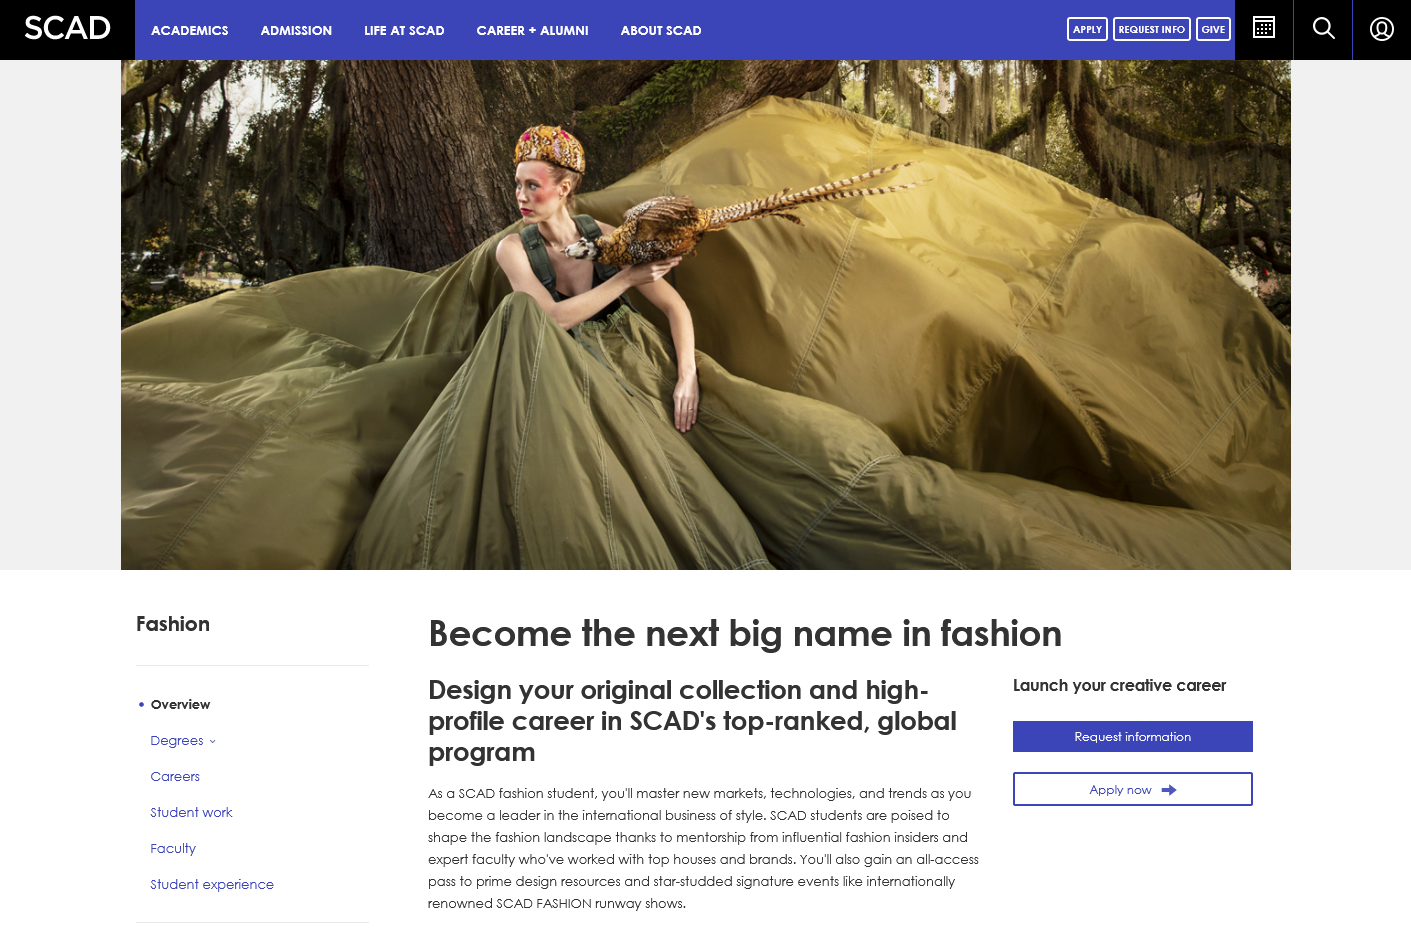 SCAD
ACADEMICS
ADMISSION
LIFE AT SCAD
CAREER + ALUMNI
ABOUT SCAD
APPLY
REQUEST INFO
GIVE
Fashion
Overview
Degrees
Careers
Student work
Faculty
Student experience
Become the next big name in fashion
Design your original collection and high-
profile career in SCAD's top-ranked, global
program
As a SCAD fashion student, you'll master new markets, technologies, and trends as you
become a leader in the international business of style. SCAD students are poised to
shape the fashion landscape thanks to mentorship from influential fashion insiders and
expert faculty who've worked with top houses and brands. You'll also gain an all-access
pass to prime design resources and star-studded signature events like internationally
renowned SCAD FASHION runway shows.
Launch your creative career
Request information
Apply now